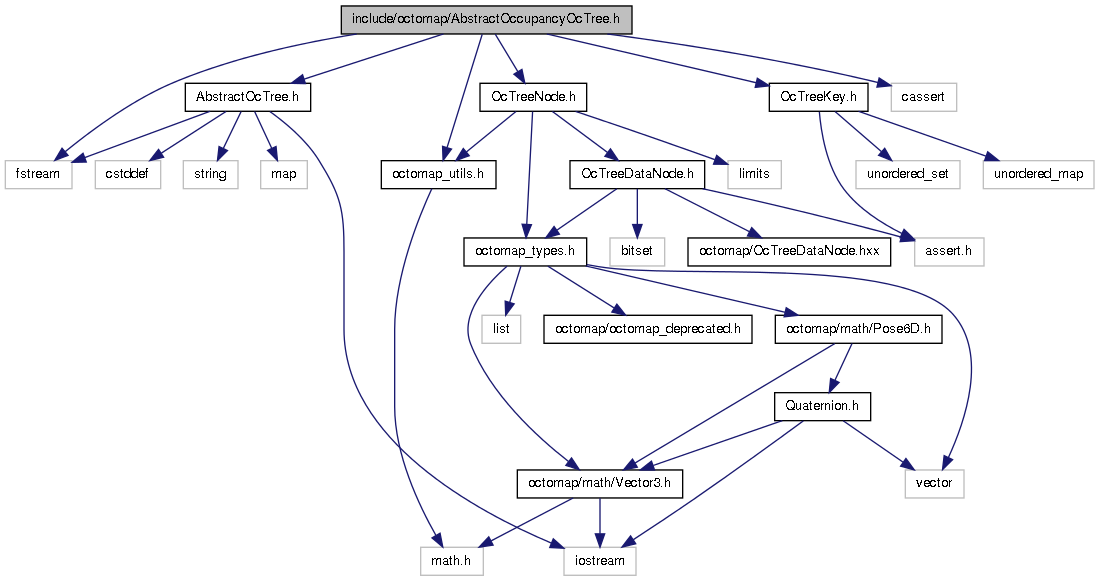 include/octomap/AbstractOccupancyOcTree.h
AbstractOcTree.h
OcTreeNode.h
OcTreeKey.h
cassert
fstream
cstddef
string
map
octomap_utils.h
OcTreeDataNode.h
limits
unordered_set
unordered_map
octomap_types.h
bitset
octomap/OcTreeDataNode.hxx
assert.h
list
octomap/octomap_deprecated.h
octomap/math/Pose6D.h
Quaternion.h
octomap/math/Vector3.h
vector
math.h
iostream